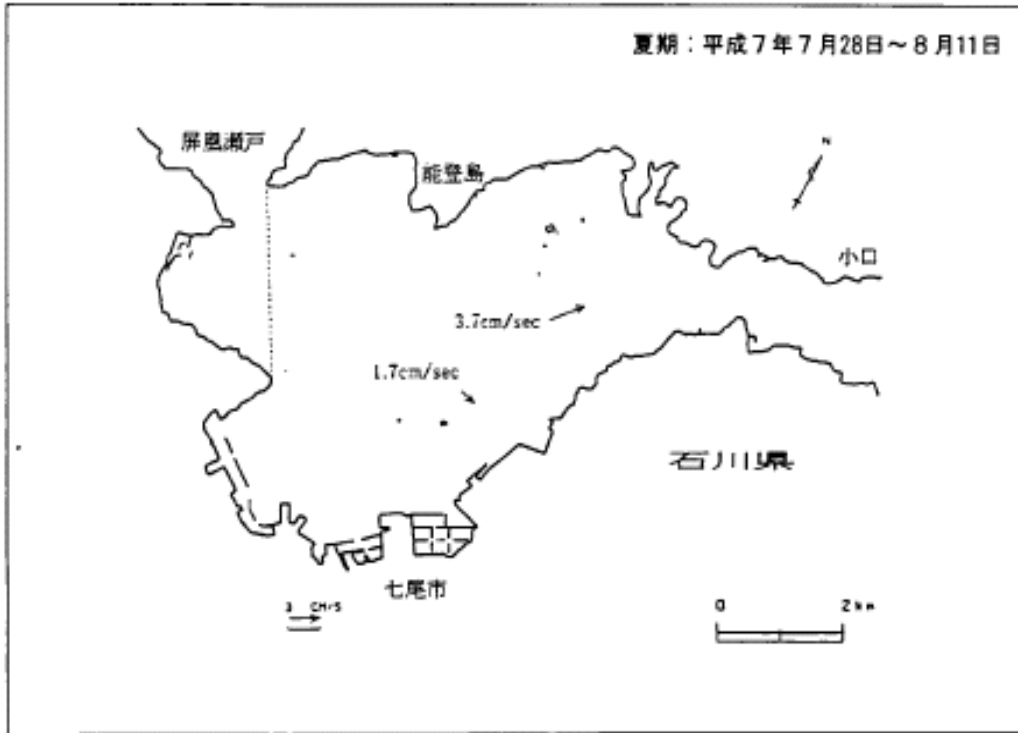 夏期：平成7年7月28日～8月11日
屏風瀬戸
能登島
N
小口
3.7cm/sec
1.7cm/sec
石川県
七尾市
CM/S
0 2km